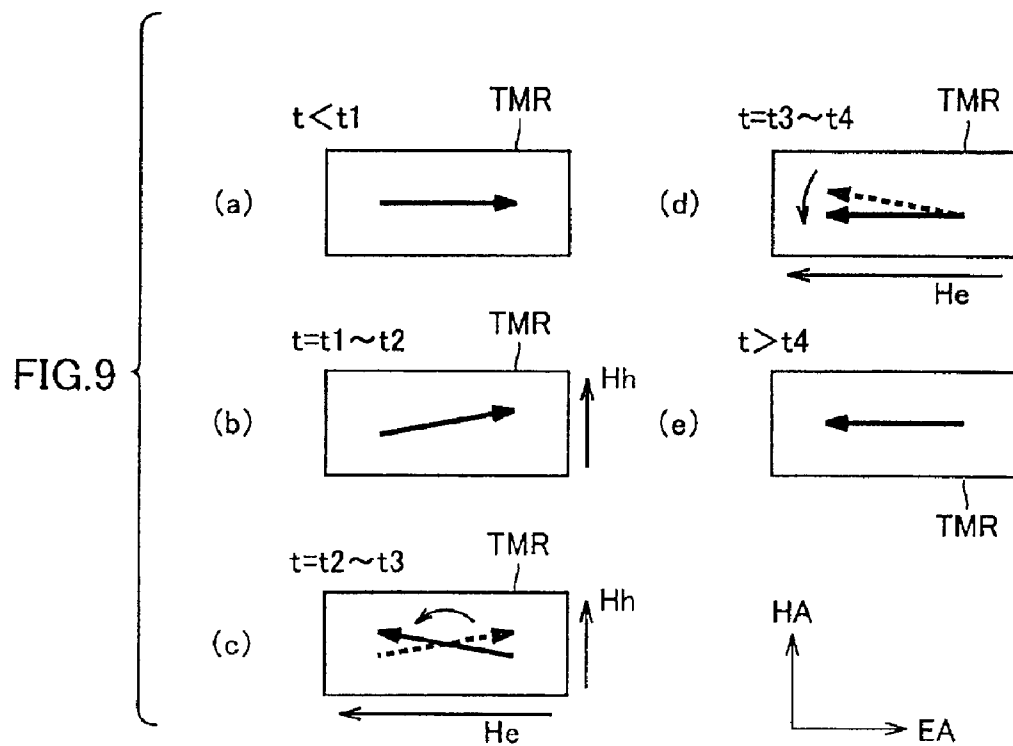 FIG.9
(a)
t<t1
TMR
(b)
t=t1~t2
TMR
Hh
(c)
t=t2~t3
TMR
Hh
He
(d)
t=t3~t4
TMR
He
(e)
t>t4
TMR
HA
EA